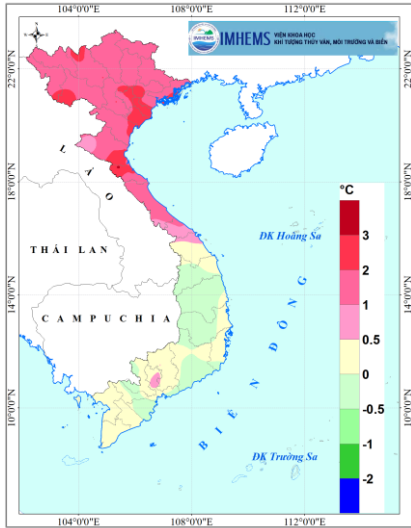 104°0'0"E
108°0'0"E
112°0'0"E
IMHEMS
VIỆN KHOA HỌC
KHÍ TƯỢNG THỦY VĂN, MÔI TRƯỜNG VÀ BIỂN
22°0'0"N
22°0'0"N
LÀO
18°0'0"N
18°0'0"N
°C
3
2
1
0.5
0
-0.5
-1
-2
ĐK Hoàng Sa
THÁI LAN
14°0'0"N
14°0'0"N
CAMPUCHIA
BIỂN ĐÔNG
10°0'0"N
10°0'0"N
ĐK Trường Sa
104°0'0"E
108°0'0"E
112°0'0"E